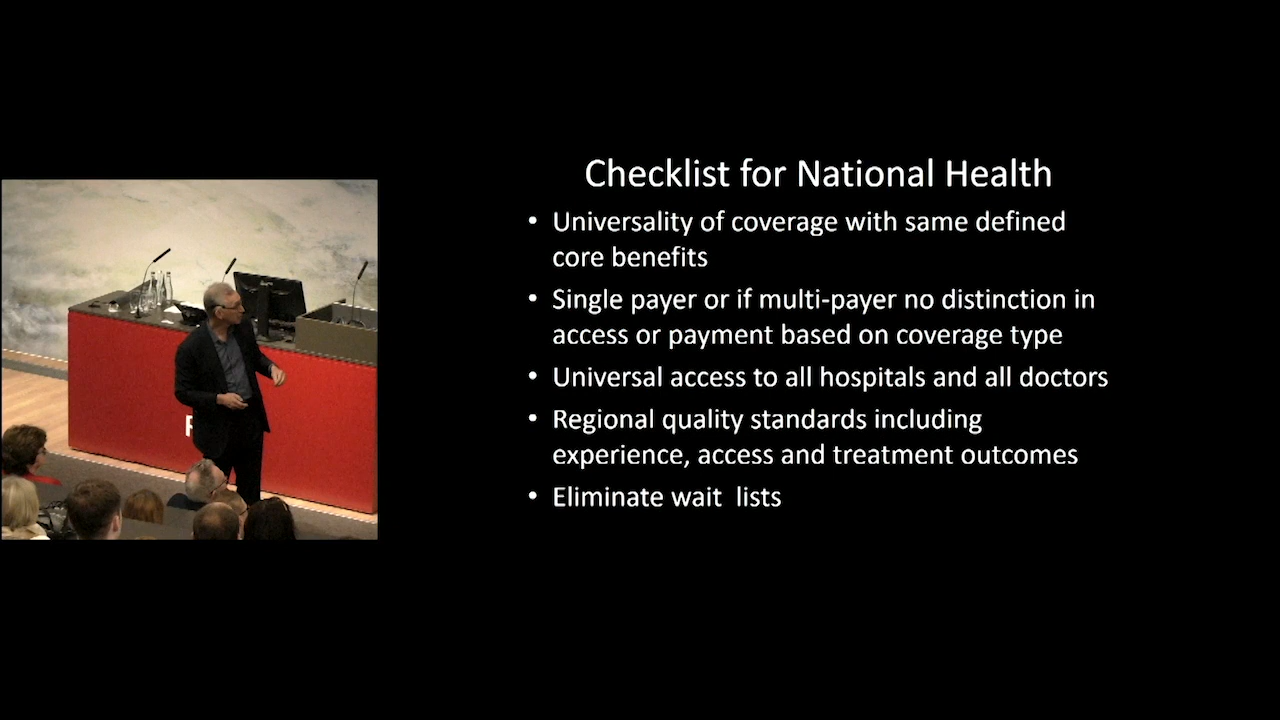 Checklist for National Health
• Universality of coverage with same defined
core benefits
• Single payer or if multi-payer no distinction in
access or payment based on coverage type
• Universal access to all hospitals and all doctors
• Regional quality standards including
experience, access and treatment outcomes
• Eliminate wait  lists